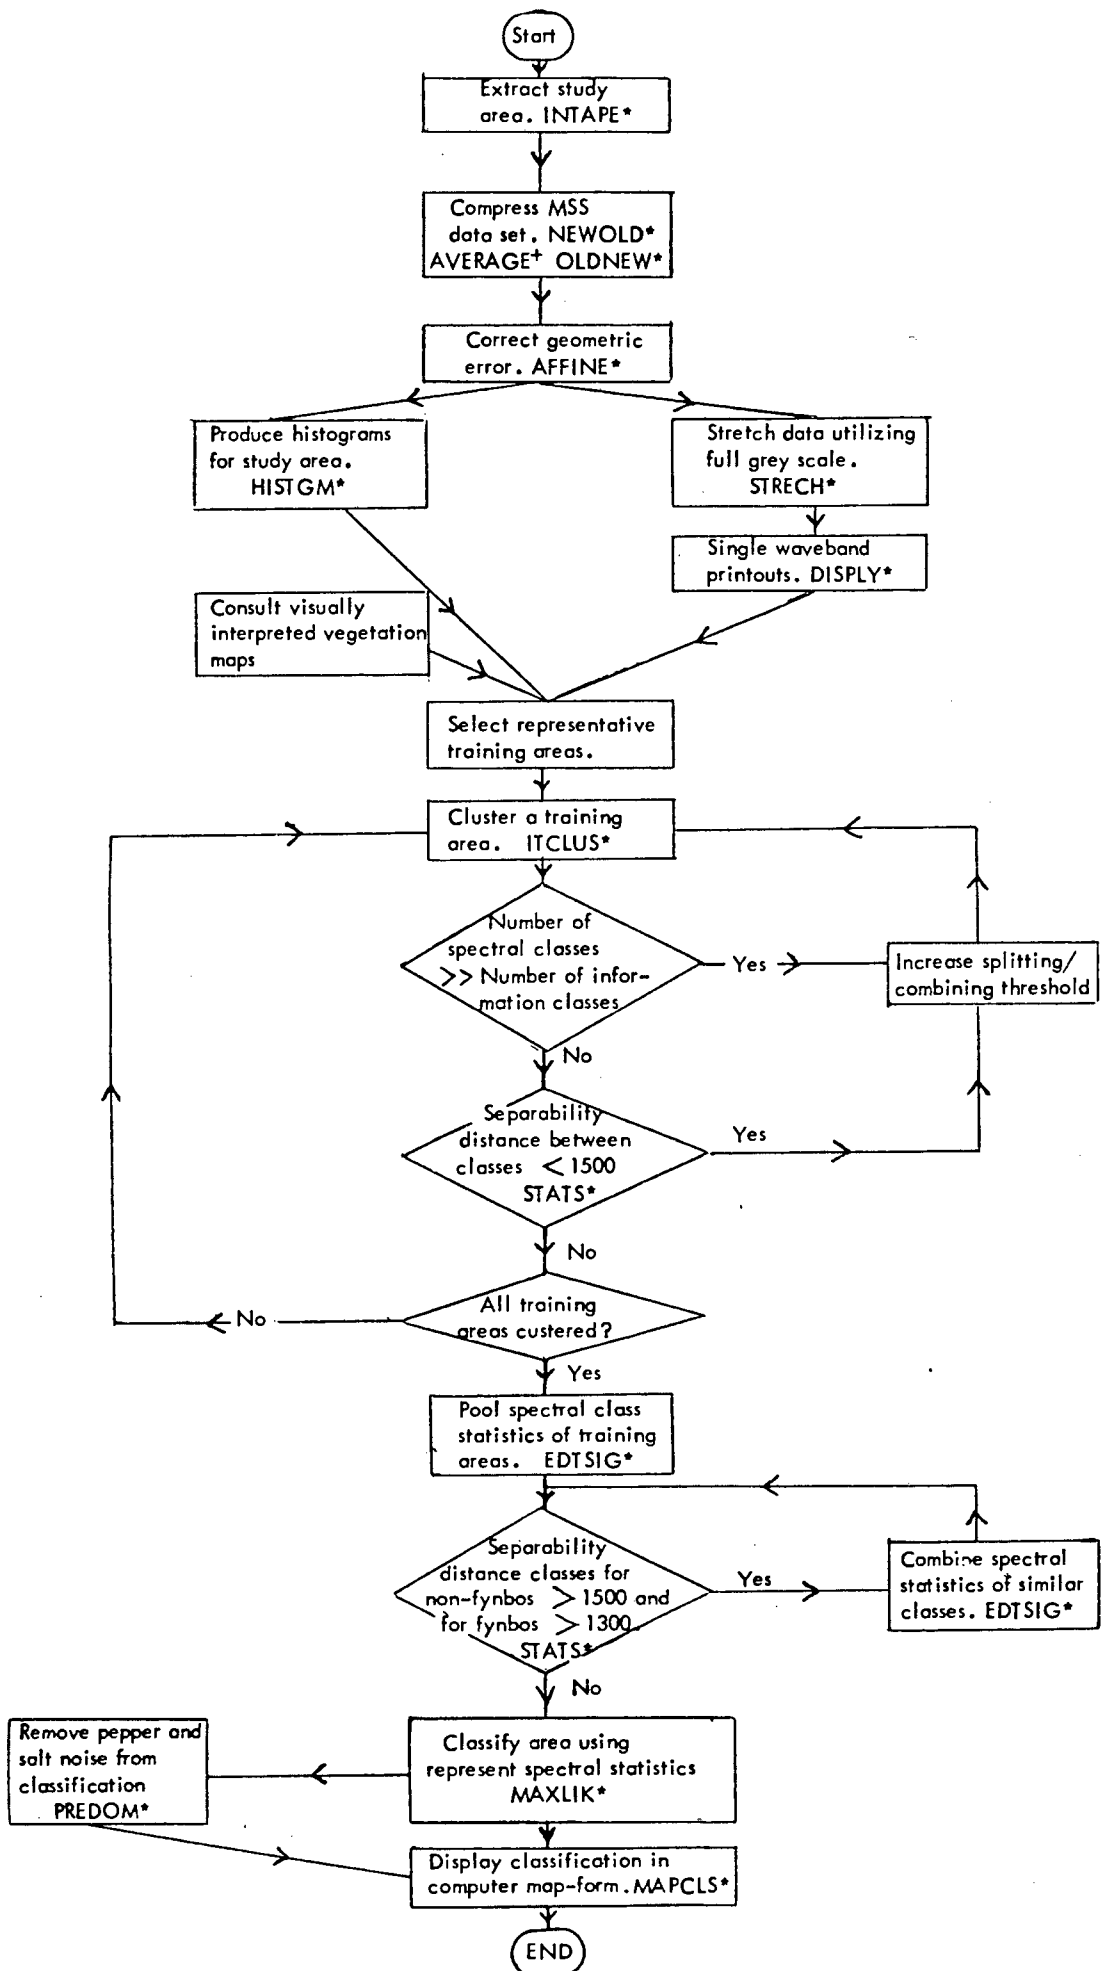 Start
Extract study
area. INTAPE*
Compress MSS
data set. NEWOLD*
AVERAGE+ OLDNEW*
Correct geometric
error. AFFINE*
Produce histograms
for study area.
HISTGM*
Stretch data utilizing
full grey scale.
STRECH*
Single waveband
printouts. DISPLY*
Consult visually
interpreted vegetation
maps
Select representative
training areas.
Cluster a training
area. ITCLUS*
Number of
spectral classes
>> Number of infor-
mation classes
Yes
Increase splitting/
combining threshold
No
Separability
distance between
classes < 1500
STATS*
Yes
No
All training
areas custered?
No
Yes
Pool spectral class
statistics of training
areas. EDTSIG*
Separability
distance classes for
non-fynbos > 1500 and
for fynbos > 1300.
STATS*
Yes
Combine spectral
statistics of similar
classes. EDTSIG*
No
Remove pepper and
salt noise from
classification
PREDOM*
Classify area using
represent spectral statistics
MAXLIK*
Display classification in
computer map-form. MAPCLS*
END